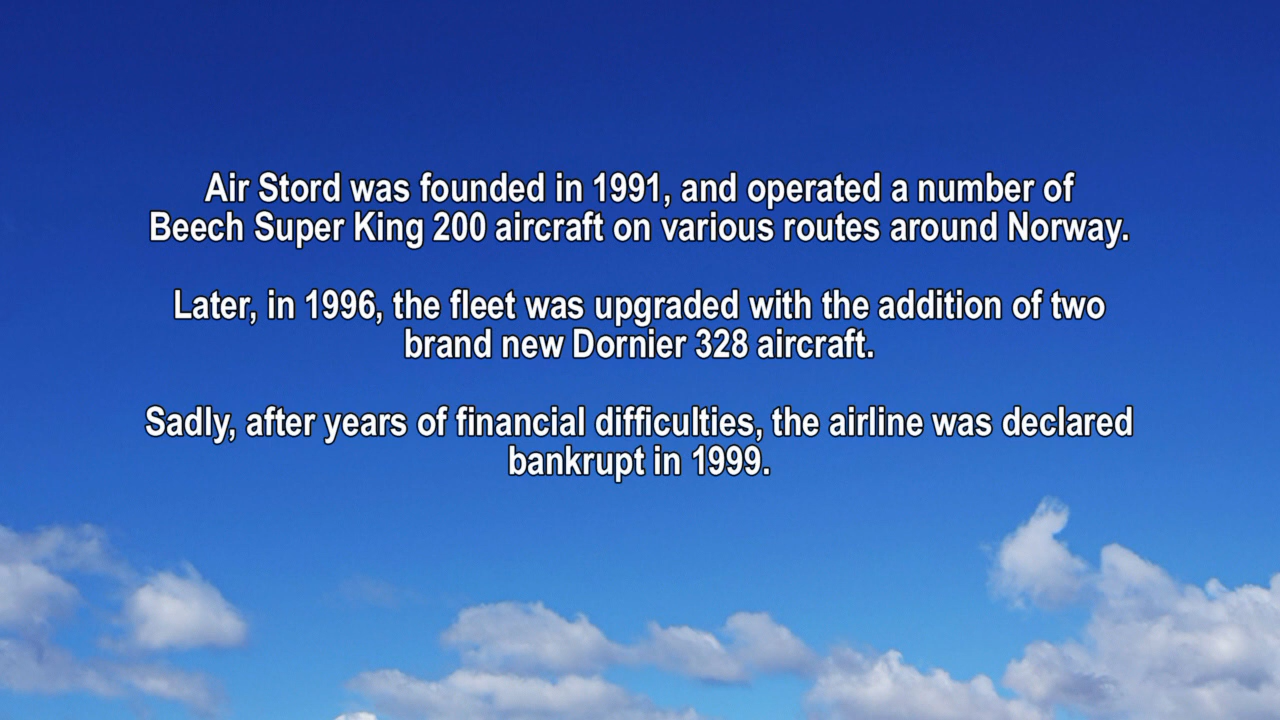 Air Stord was founded in 1991, and operated a number of
Beech Super King 200 aircraft on various routes around Norway.
Later, in 1996, the fleet was upgraded with the addition of two
brand new Dornier 328 aircraft.
Sadly, after years of financial difficulties, the airline was declared
bankrupt in 1999.